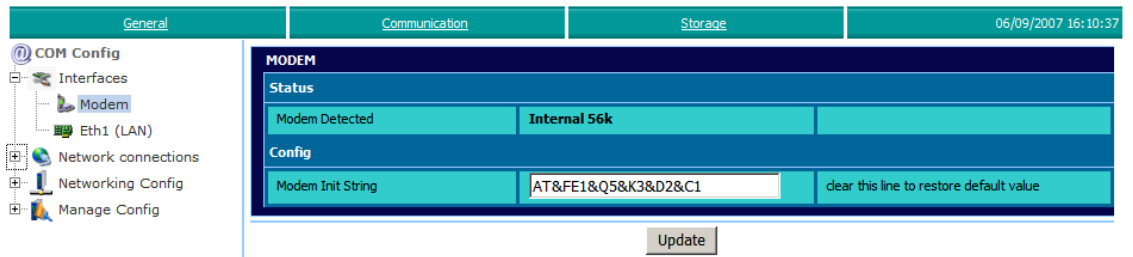 General Communication Storage 06/09/2007 16:10:37
COM Config
Interfaces
Modem
Eth1 (LAN)
Network connections
Networking Config
Manage Config
MODEM
Status
Modem Detected Internal 56k
Config
Modem Init String AT&FE1&Q5&K3&D2&C1 clear this line to restore default value
Update